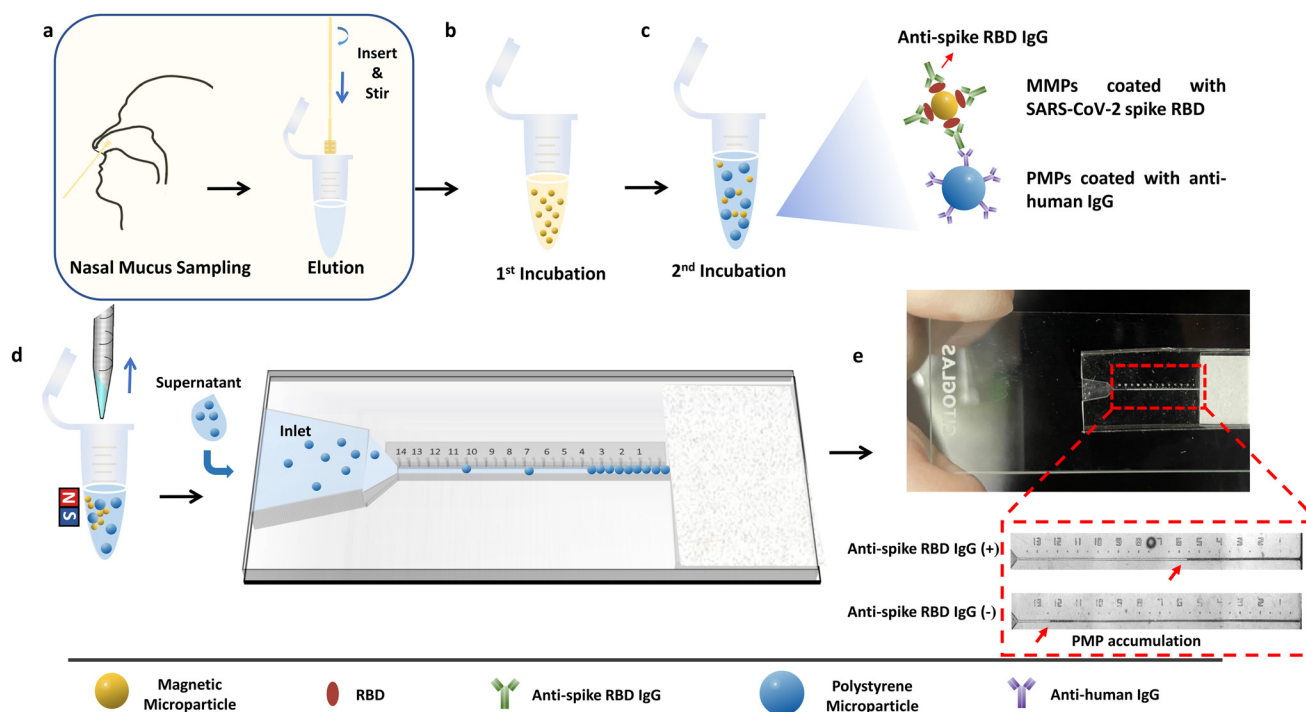 a
Insert
&
Stir
Nasal Mucus Sampling
Elution
b
1st Incubation
c
2nd Incubation
Anti-spike RBD IgG
MMPs coated with
SARS-CoV-2 spike RBD
PMPs coated with anti-
human IgG
d
N
S
Supernatant
Inlet
14 13 12 11 10 9 8 7 6 5 4 3 2 1
e
Anti-spike RBD IgG (+)
Anti-spike RBD IgG (-)
PMP accumulation
Magnetic
Microparticle
RBD
Anti-spike RBD IgG
Polystyrene
Microparticle
Anti-human IgG